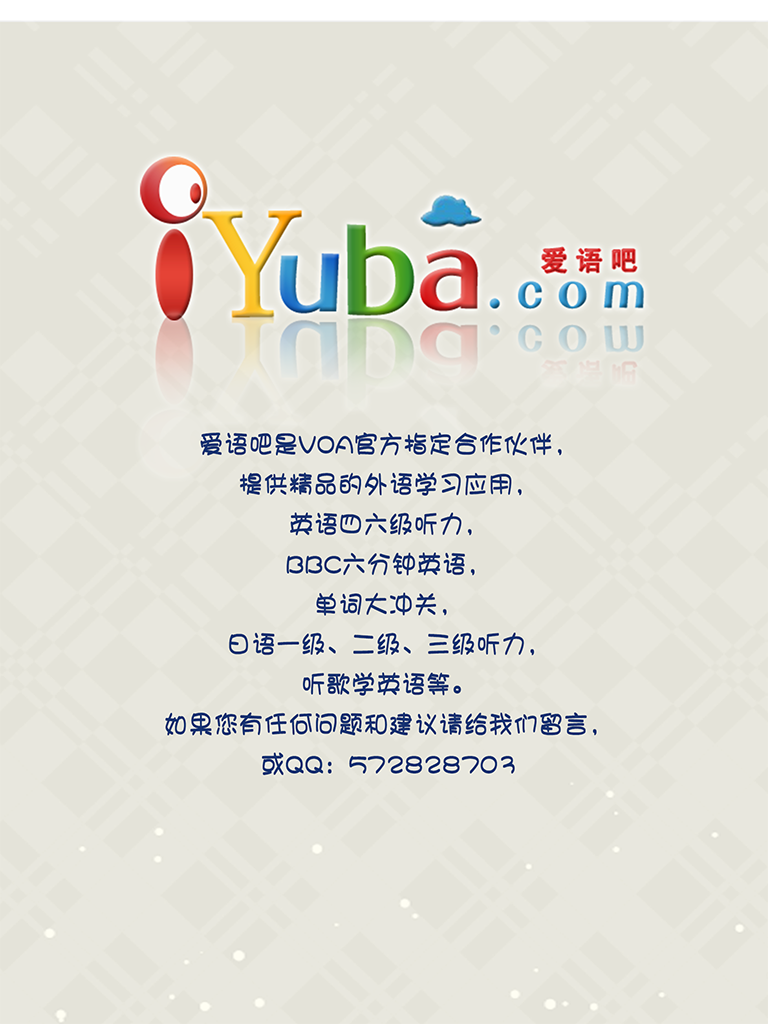 iYuba.com
爱语吧
爱语吧是VOA官方指定合作伙伴,
提供精品的外语学习应用,
英语四六级听力,
BBC六分钟英语,
单词大冲关,
日语一级、二级、三级听力,
听歌学英语等。
如果您有任何问题和建议请给我们留言,
或QQ: 572828703